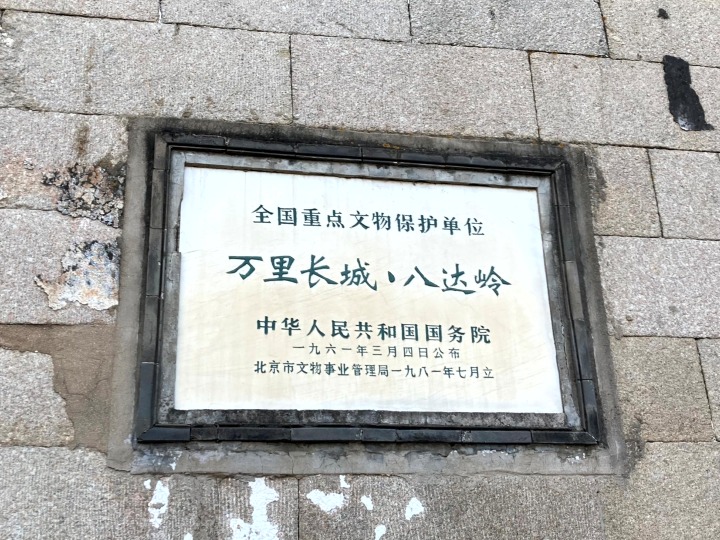 全国重点文物保护单位
万里长城、八达岭
中华人民共和国国务院
一九六一年三月四日公布
北京市文物事业管理局一九八一年七月立